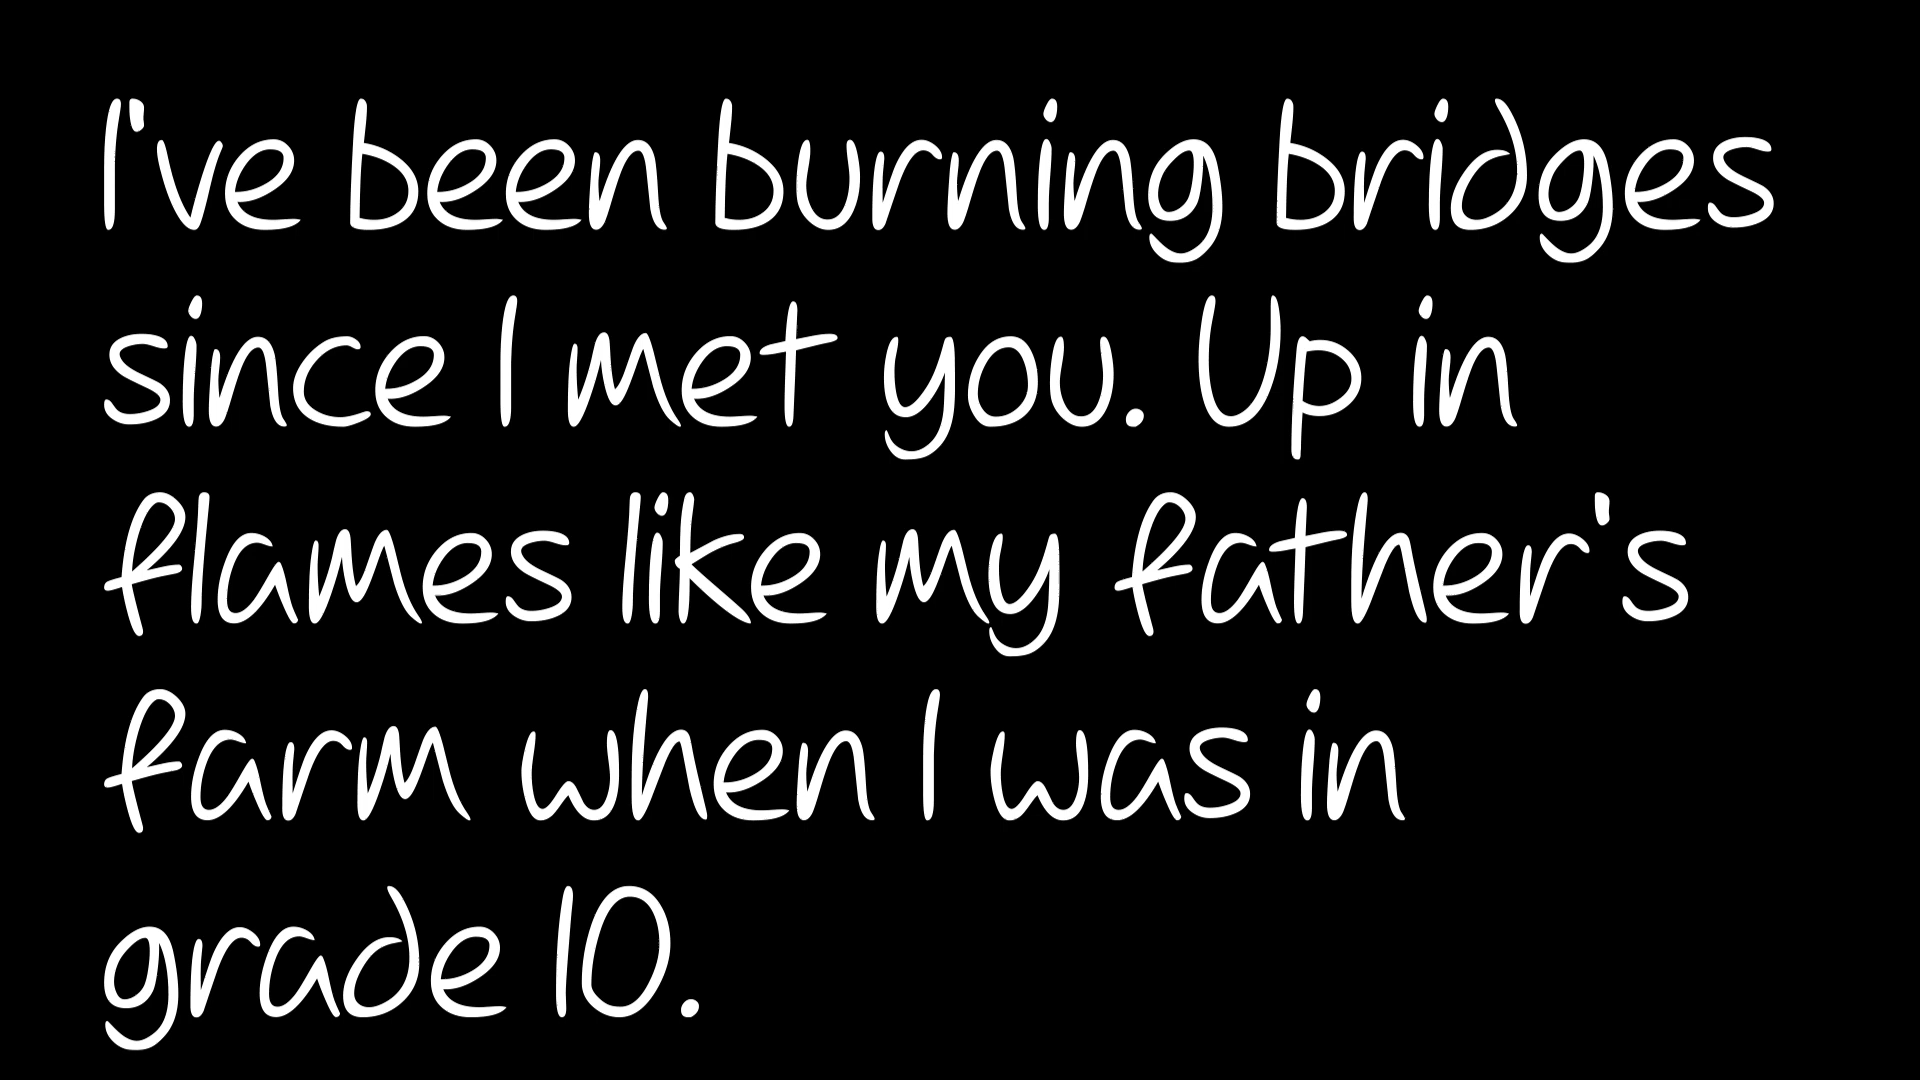 I've been burning bridges
since I met you. Up in
flames like my father's
farm when I was in
grade 10.